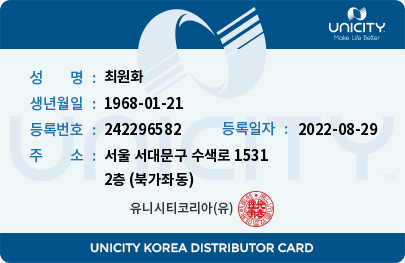 UNICITY
Make Life Better
성 명 : 최원화
생년월일 : 1968-01-21
등록번호 : 242296582 등록일자 : 2022-08-29
주 소 : 서울 서대문구 수색로 1531
2층 (북가좌동)
유니시티코리아(유)
UNICITY
TM
UNICITY KOREA DISTRIBUTOR CARD